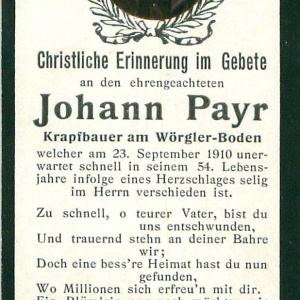 Christliche Erinnerung im Gebete
an den ehrengeachteten
Johann Payr
Krapfbauer am Wörgler-Boden
welcher am 23. September 1910 uner-
wartet schnell in seinem 54. Lebens-
jahre infolge eines Herzschlages selig
im Herrn verschieden ist.
Zu schnell, o teurer Vater, bist du
uns entschwunden,
Und trauernd stehn an deiner Bahre
wir;
Doch eine bess're Heimat hast du nun
gefunden,
Wo Millionen sich erfreu'n mit dir.